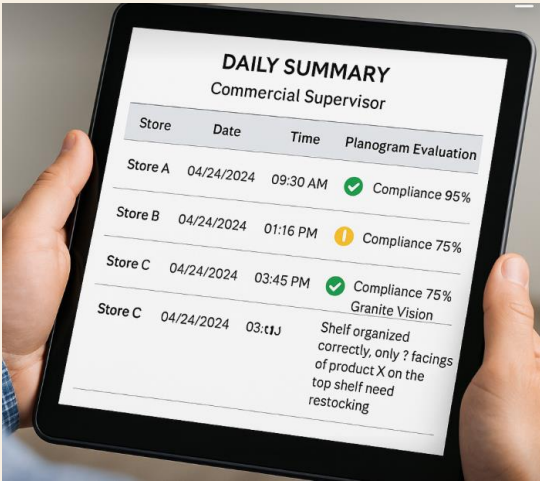 DAILY SUMMARY
Commercial Supervisor
Store Date Time Planogram Evaluation
Store A 04/24/2024 09:30 AM Compliance 95%
Store B 04/24/2024 01:16 PM Compliance 75%
Store C 04/24/2024 03:45 PM Compliance 75%
Granite Vision
Store C 04/24/2024 Shelf organized
correctly, only ? facings
of product X on the
top shelf need
restocking